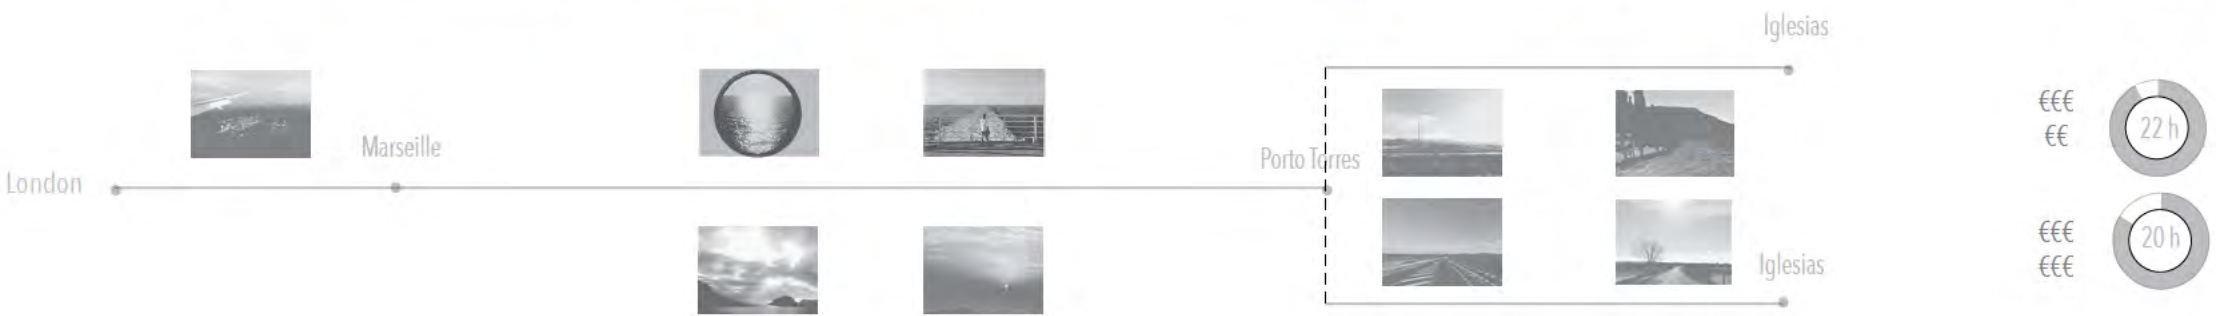 London
Marseille
Porto Torres
Iglesias
Iglesias
€€€
€€
22 h
€€€
€€€
20 h